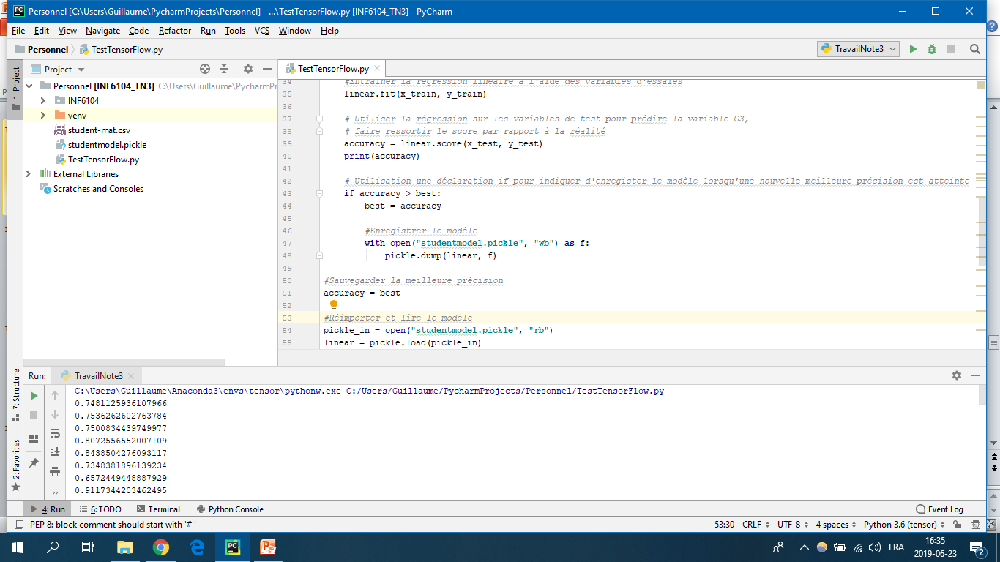 Personnel [C:\Users\Guillaume\PycharmProjects\Personnel] - ...\TestTensorFlow.py [INF6104_TN3] - PyCharm
File Edit View Navigate Code Refactor Run Tools VCS Window Help
Personnel TestTensorFlow.py TravailNote3
1: Project
Project
TestTensorFlow.py
Personnel [INF6104_TN3] C:\Users\Guillaume\PycharmPr
INF6104
venv
student-mat.csv
studentmodel.pickle
TestTensorFlow.py
External Libraries
Scratches and Consoles
34 #Entrainer la régression linéaire à l'aide des variables d'essaies
35 linear.fit(x_train, y_train)
36
37 # Utiliser la régression sur les variables de test pour prédire la variable G3,
38 # faire ressortir le score par rapport à la réalité
39 accuracy = linear.score(x_test, y_test)
40 print(accuracy)
41
42 # Utilisation une déclaration if pour indiquer d'enregister le modèle lorsqu'une nouvelle meilleure précision est atteinte
43 if accuracy > best:
44 best = accuracy
45
46 #Enregistrer le modèle
47 with open("studentmodel.pickle", "wb") as f:
48 pickle.dump(linear, f)
49
50 #Sauvegarder la meilleure précision
51 accuracy = best
52
53 #Réimporter et lire le modèle
54 pickle_in = open("studentmodel.pickle", "rb")
55 linear = pickle.load(pickle_in)
7: Structure
2: Favorites
Run: TravailNote3
C:\Users\Guillaume\Anaconda3\envs\tensor\pythonw.exe C:/Users/Guillaume/PycharmProjects/Personnel/TestTensorFlow.py
0.7481125936107966
0.7536262602763784
0.7500834439749977
0.8072556552007109
0.8438504276093117
0.7348381896139234
0.6572449448887929
0.9117344203462495
4: Run 6: TODO Terminal Python Console Event Log
PEP 8: block comment should start with '# ' 53:30 CRLF UTF-8 4 spaces Python 3.6 (tensor)
FRA
16:35
2019-06-23
2